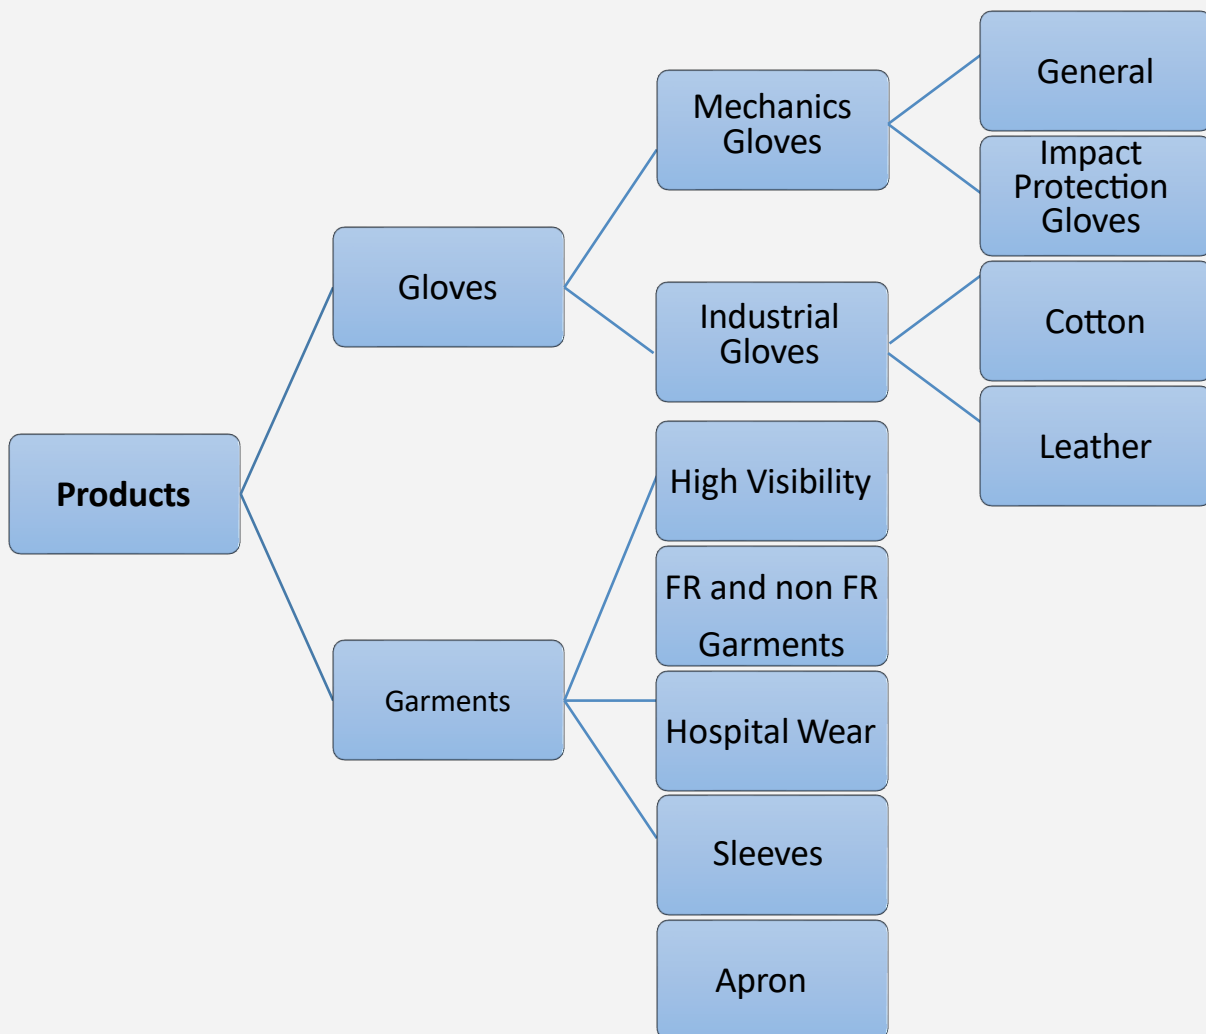 Products
Gloves
Mechanics
Gloves
General
Impact
Protection
Gloves
Industrial
Gloves
Cotton
Leather
Garments
High Visibility
FR and non FR
Garments
Hospital Wear
Sleeves
Apron